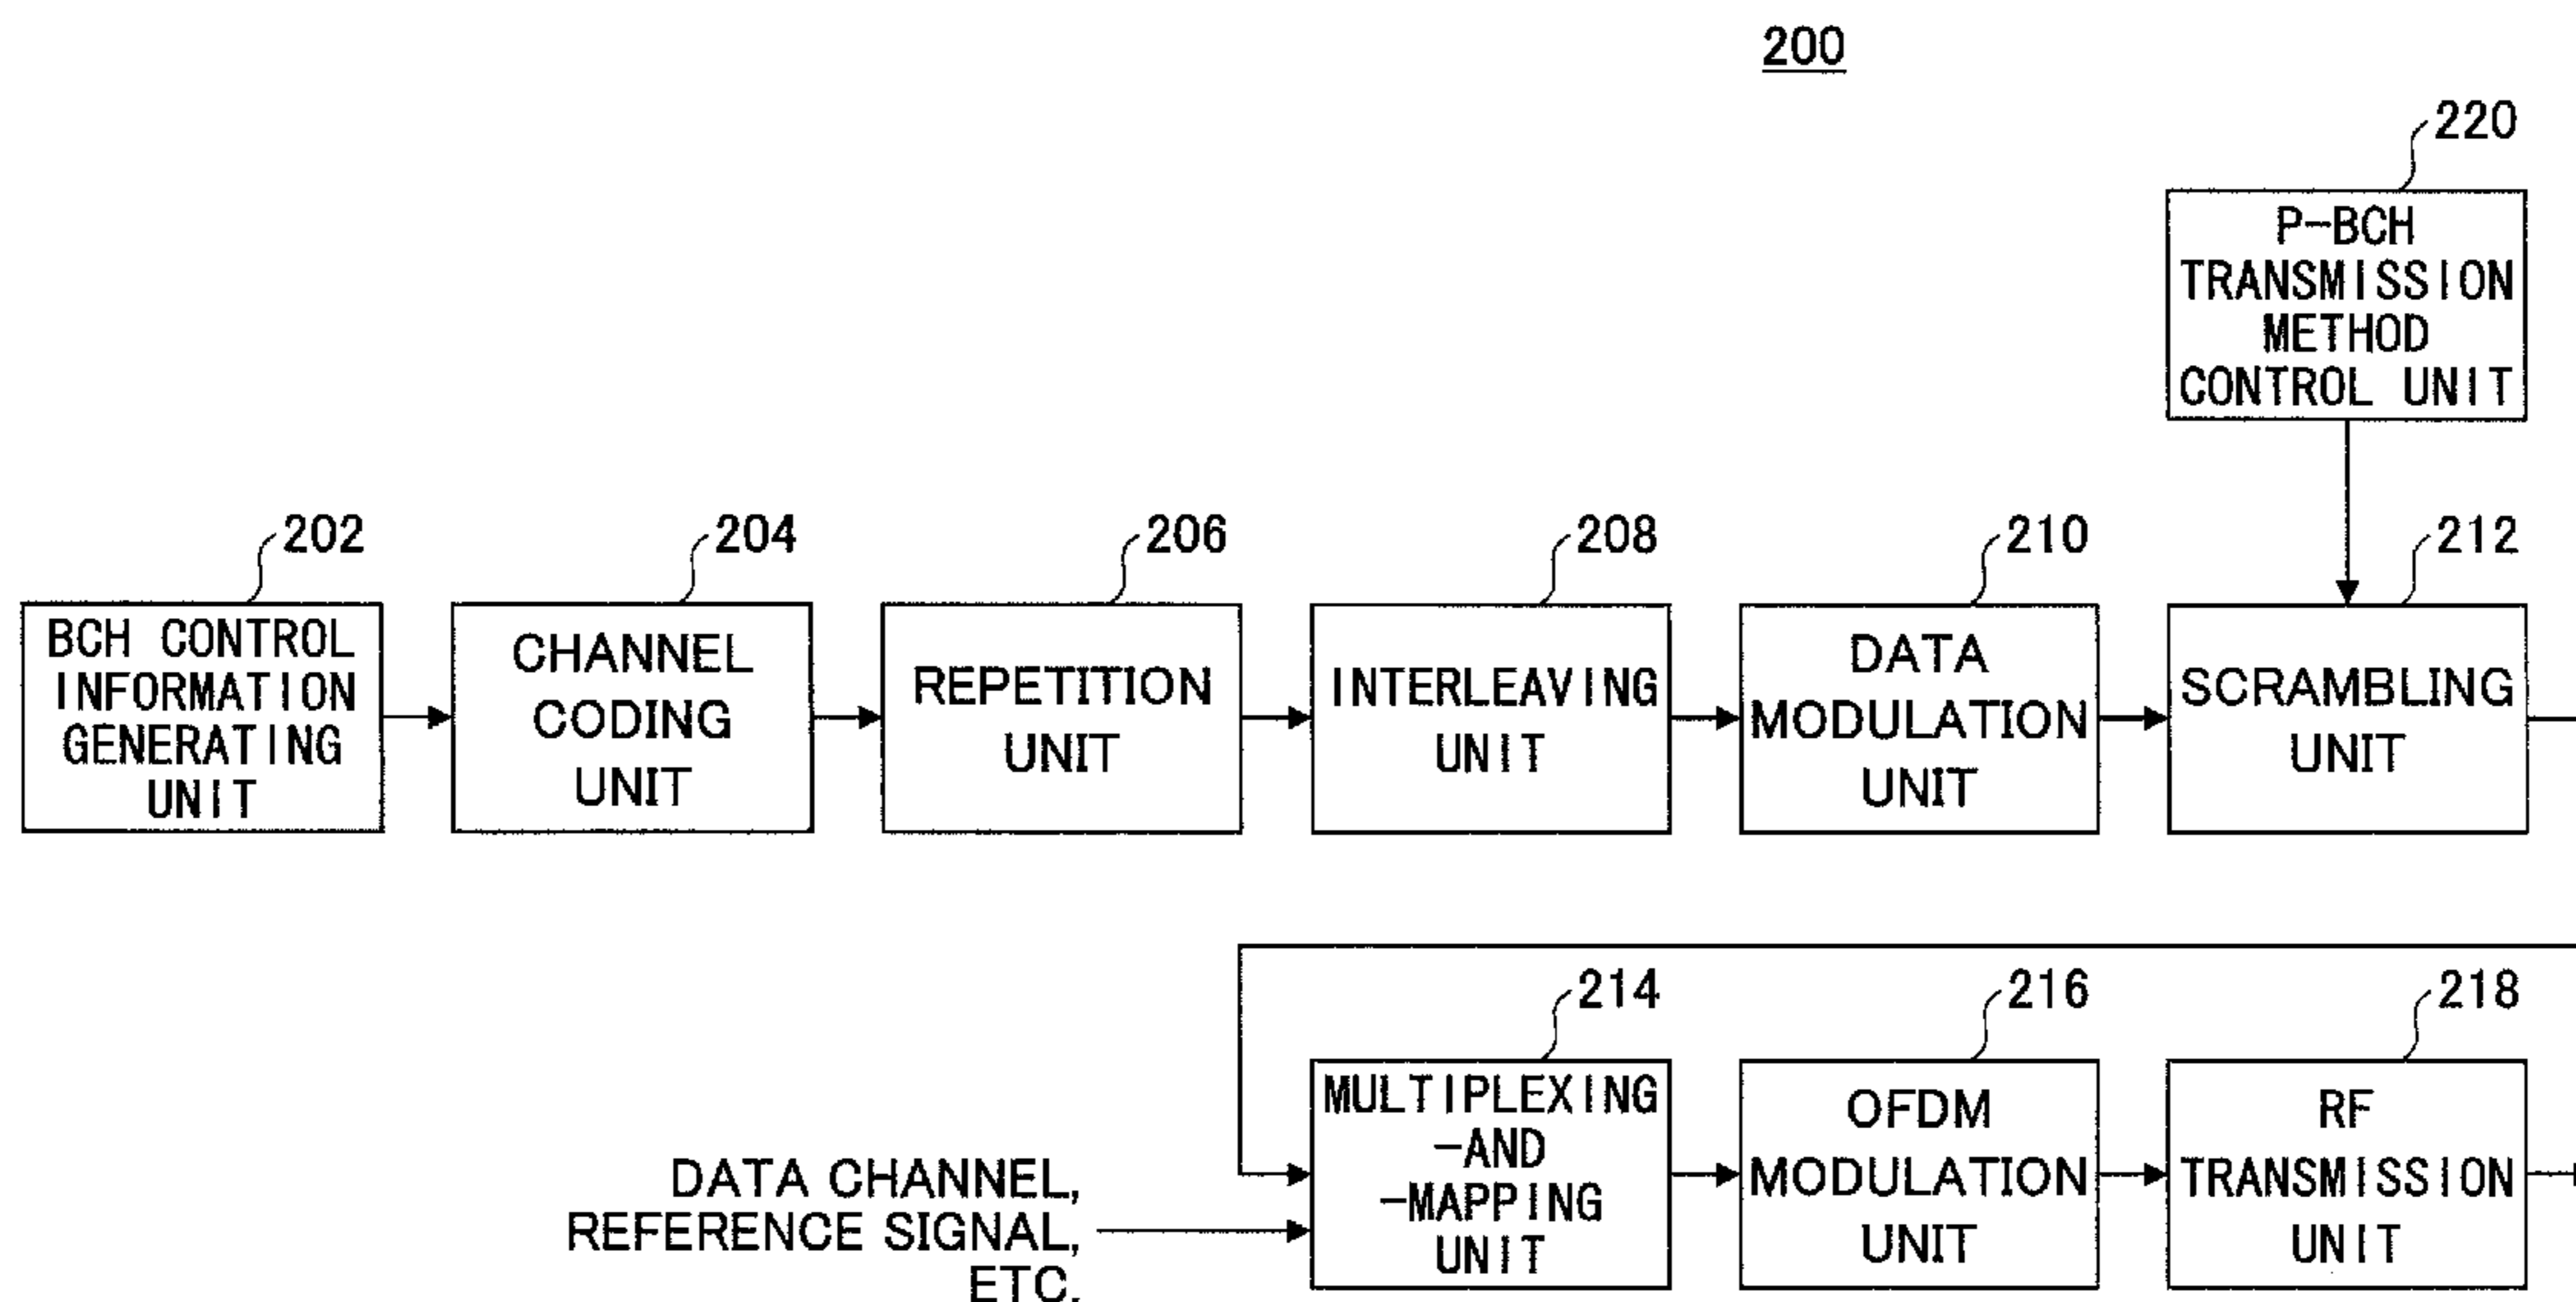 200
220
P-BCH
TRANSMISSION
METHOD
CONTROL UNIT
202
204
206
208
210
212
BCH CONTROL
INFORMATION
GENERATING
UNIT
CHANNEL
CODING
UNIT
REPETITION
UNIT
INTERLEAVING
UNIT
DATA
MODULATION
UNIT
SCRAMBLING
UNIT
214
216
218
DATA CHANNEL,
REFERENCE SIGNAL,
ETC.
MULTIPLEXING
-AND
-MAPPING
UNIT
OFDM
MODULATION
UNIT
RF
TRANSMISSION
UNIT